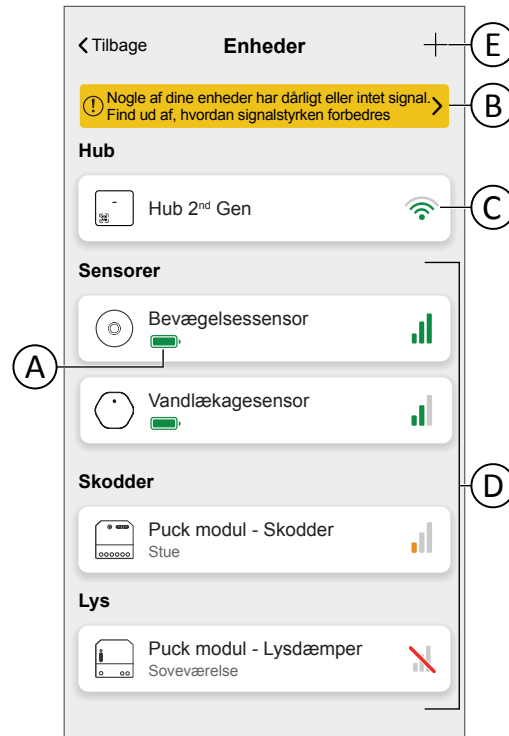 Tilbage
Enheder
E
Nogle af dine enheder har dårligt eller intet signal.
Find ud af, hvordan signalstyrken forbedres
B
Hub
Hub 2nd Gen
C
Sensorer
Bevægelsessensor
A
Vandlækagesensor
D
Skodder
Puck modul - Skodder
Stue
Lys
Puck modul - Lysdæmper
Soveværelse